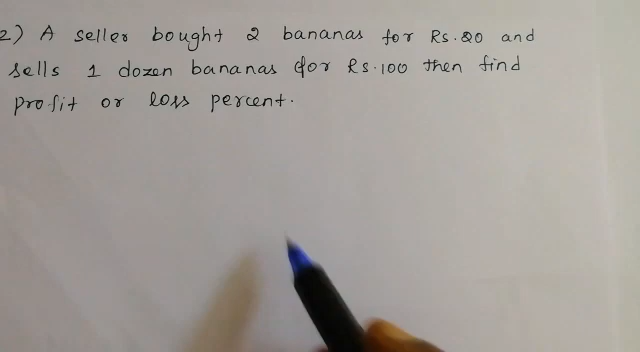 2) A seller bought 2 bananas for Rs.20 and
sells 1 dozen bananas for Rs.100 then find
profit or loss percent.